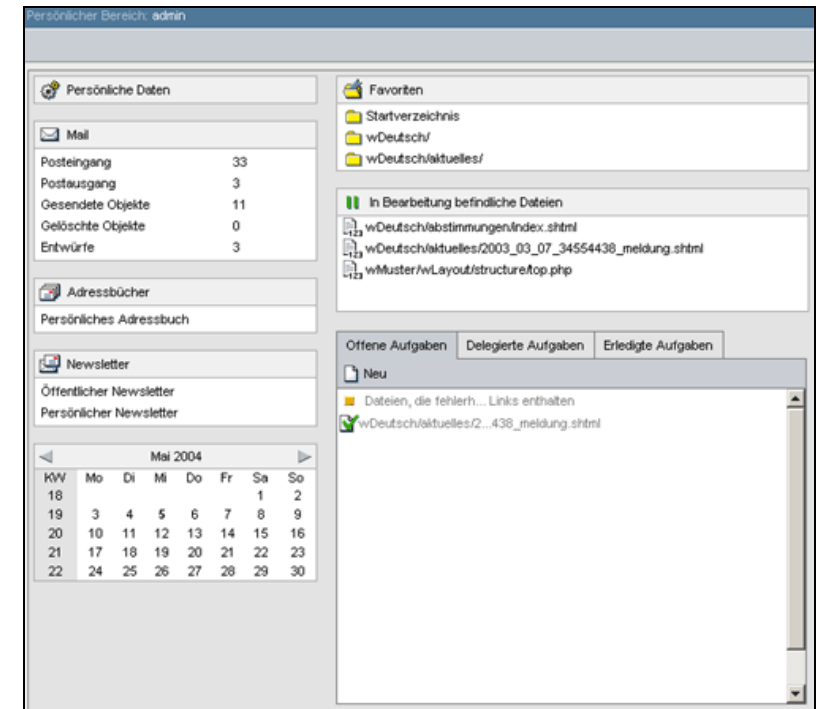 Persönlicher Bereich: admin
Persönliche Daten
Mail
Posteingang 33
Postausgang 3
Gesendete Objekte 11
Gelöschte Objekte 0
Entwürfe 3
Adressbücher
Persönliches Adressbuch
Newsletter
Öffentlicher Newsletter
Persönlicher Newsletter
Mai 2004
KW Mo Di Mi Do Fr Sa So
18 1 2
19 3 4 5 6 7 8 9
20 10 11 12 13 14 15 16
21 17 18 19 20 21 22 23
22 24 25 26 27 28 29 30
Favoriten
Startverzeichnis
wDeutsch/
wDeutsch/aktuelles/
In Bearbeitung befindliche Dateien
wDeutsch/abstimmungen/index.shtml
wDeutsch/aktuelles/2003_03_07_34554438_meldung.shtml
wMuster/wLayout/structure/top.php
Offene Aufgaben Delegierte Aufgaben Erledigte Aufgaben
Neu
Dateien, die fehlerh... Links enthalten
wDeutsch/aktuelles/2...438_meldung.shtml